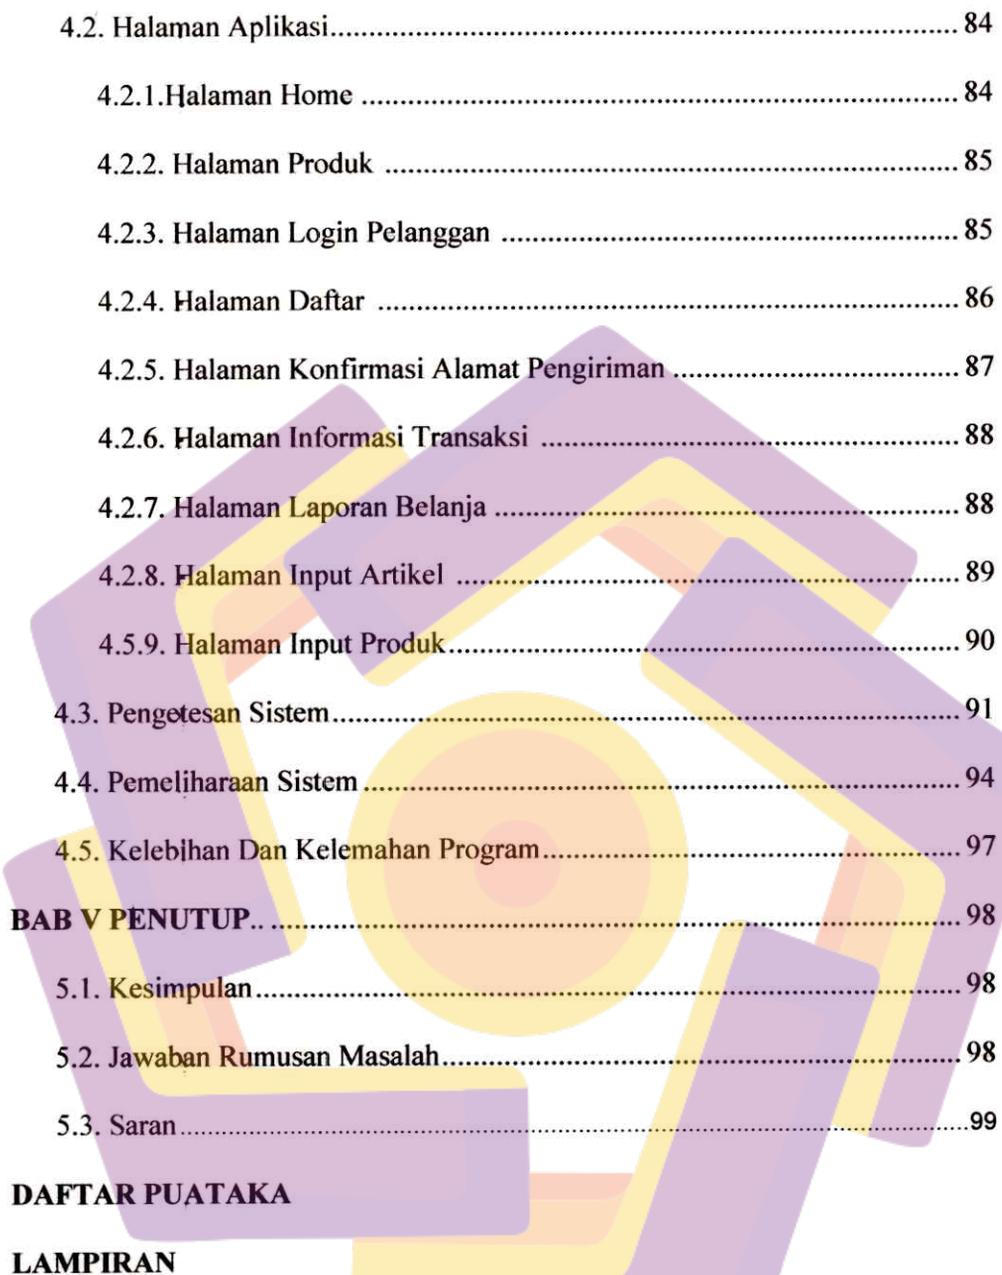 4.2. Halaman Aplikasi.......... 84
4.2.1.Halaman Home .......... 84
4.2.2. Halaman Produk .......... 85
4.2.3. Halaman Login Pelanggan .......... 85
4.2.4. Halaman Daftar .......... 86
4.2.5. Halaman Konfirmasi Alamat Pengiriman .......... 87
4.2.6. Halaman Informasi Transaksi .......... 88
4.2.7. Halaman Laporan Belanja .......... 88
4.2.8. Halaman Input Artikel .......... 89
4.5.9. Halaman Input Produk.......... 90
4.3. Pengetesan Sistem.......... 91
4.4. Pemeliharaan Sistem .......... 94
4.5. Kelebihan Dan Kelemahan Program.......... 97
BAB V PENUTUP.. .......... 98
5.1. Kesimpulan.......... 98
5.2. Jawaban Rumusan Masalah.......... 98
5.3. Saran..........99
DAFTAR PUATAKA
LAMPIRAN